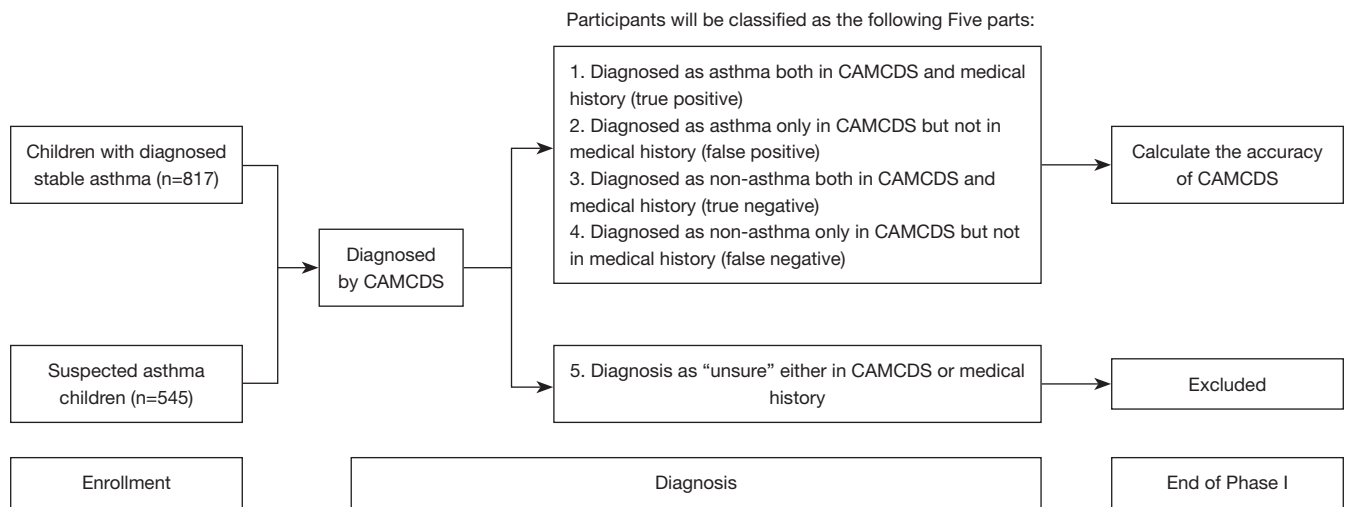 Participants will be classified as the following Five parts:
Children with diagnosed
stable asthma (n=817)
Suspected asthma
children (n=545)
Diagnosed
by CAMCDS
1. Diagnosed as asthma both in CAMCDS and medical
history (true positive)
2. Diagnosed as asthma only in CAMCDS but not in
medical history (false positive)
3. Diagnosed as non-asthma both in CAMCDS and
medical history (true negative)
4. Diagnosed as non-asthma only in CAMCDS but not
in medical history (false negative)
5. Diagnosis as “unsure” either in CAMCDS or medical
history
Calculate the accuracy
of CAMCDS
Excluded
Enrollment
Diagnosis
End of Phase I